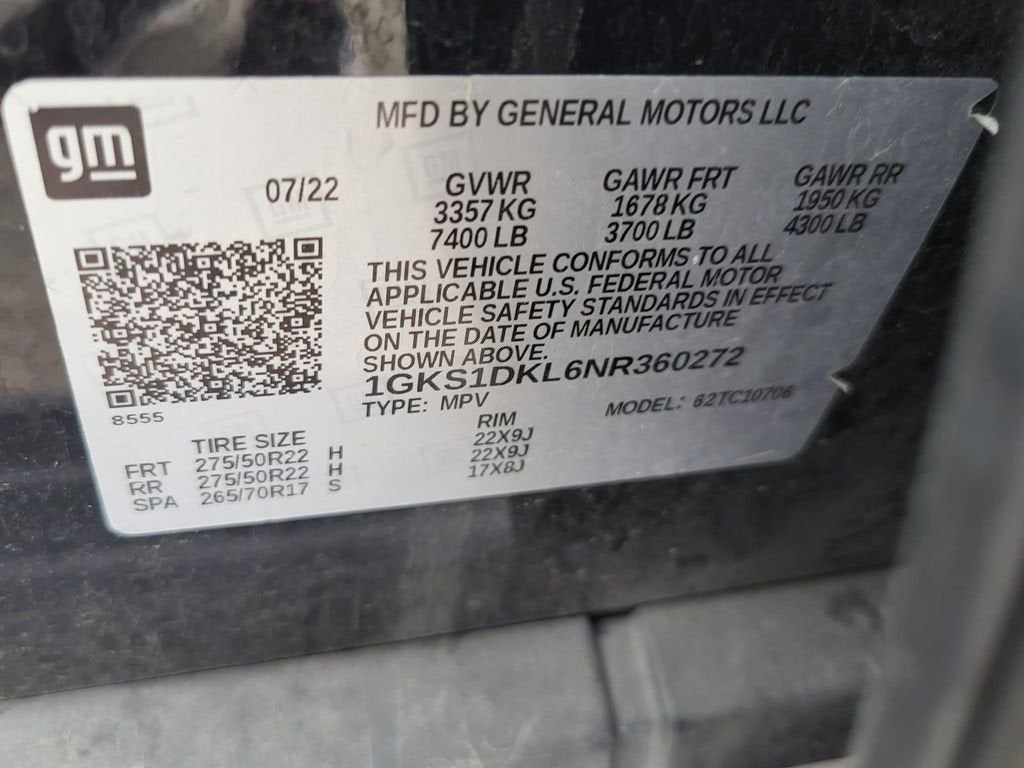 gm
MFD BY GENERAL MOTORS LLC
07/22 GVWR GAWR FRT GAWR RR
3357 KG 1678 KG 1950 KG
7400 LB 3700 LB 4300 LB
THIS VEHICLE CONFORMS TO ALL
APPLICABLE U.S. FEDERAL MOTOR
VEHICLE SAFETY STANDARDS IN EFFECT
ON THE DATE OF MANUFACTURE
SHOWN ABOVE.
1GKS1DKL6NR360272
TYPE: MPV MODEL: 62TC10706
8555
TIRE SIZE RIM
FRT 275/50R22 H 22X9J
RR 275/50R22 H 22X9J
SPA 265/70R17 S 17X8J